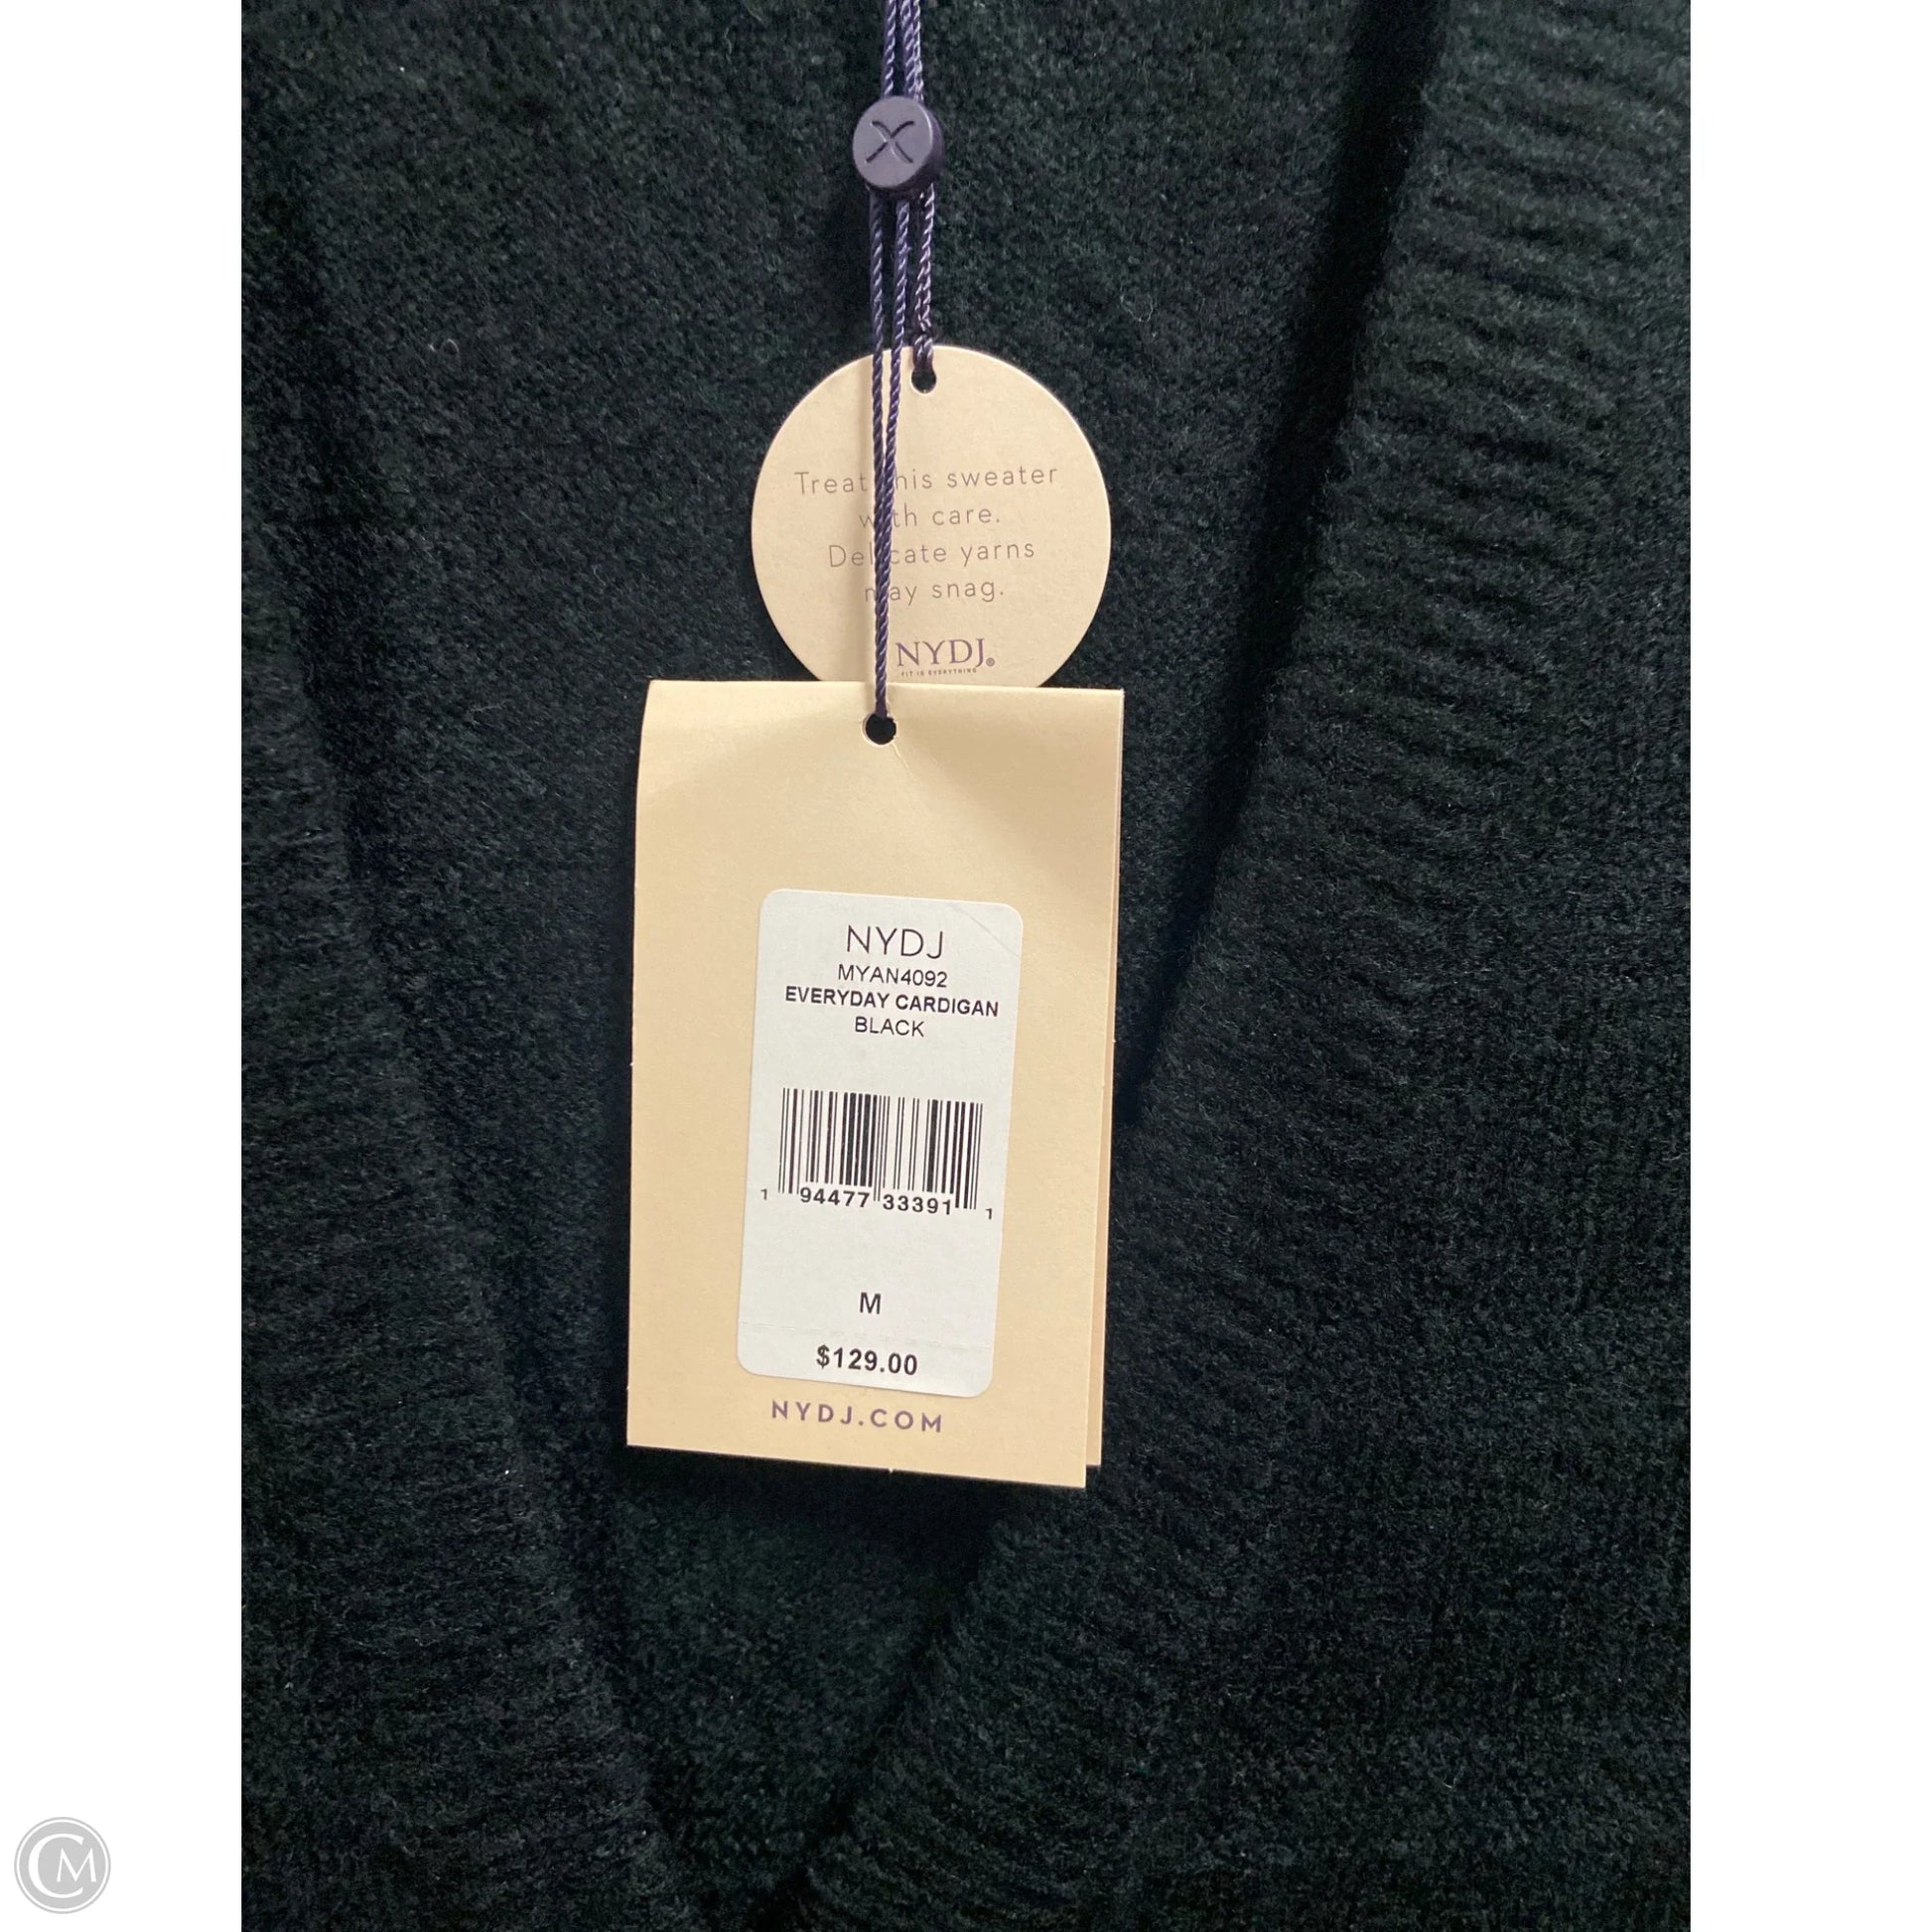 Treat this sweater
with care.
Delicate yarns
may snag.
NYDJ®
FIT IS EVERYTHING
NYDJ
MYAN4092
EVERYDAY CARDIGAN
BLACK
1 94477 33391 1
M
$129.00
NYDJ.COM
CM